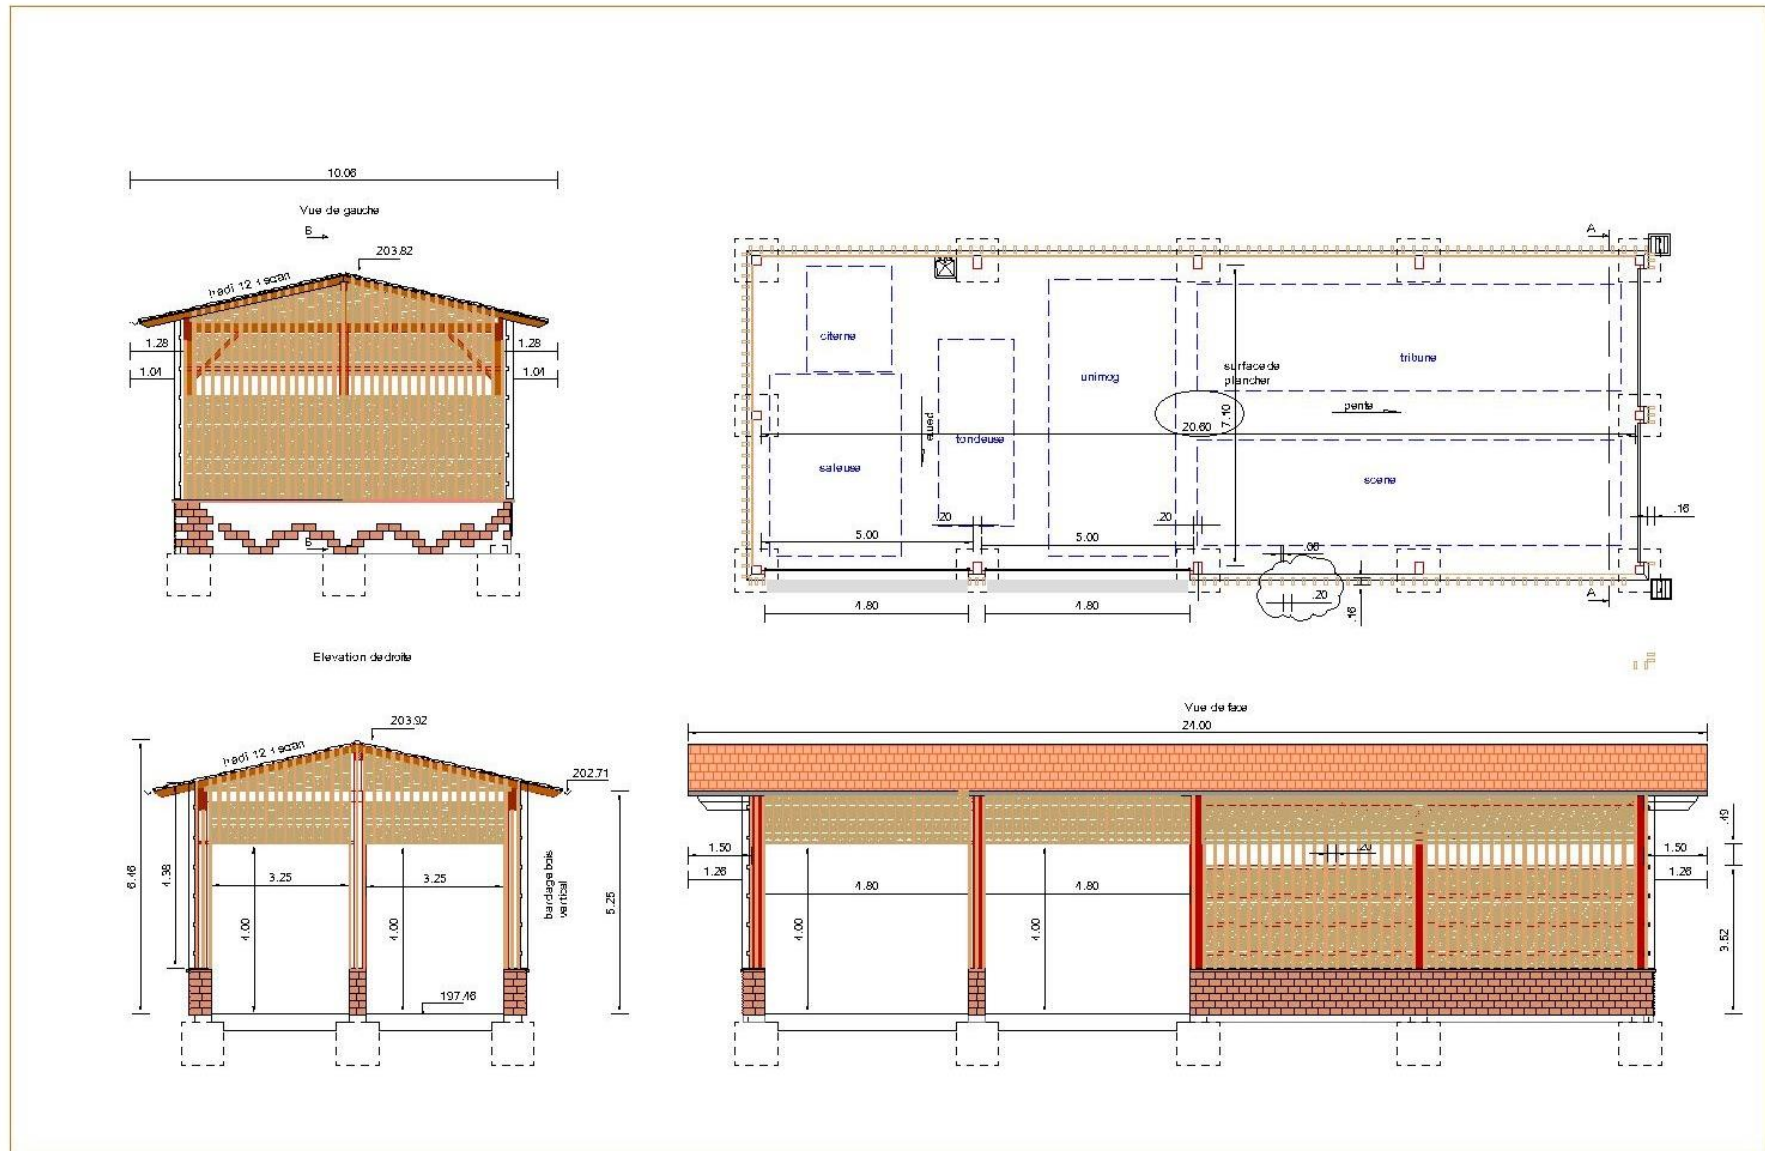 10.06
Vue de gauche
B
203.82
1.28
1.28
1.04
1.04
B
A
citerne
tribune
unimog
surface de
plancher
pente
7.10
20.60
pente
tondeuse
saleuse
scene
.20
.20
.16
5.00
5.00
.06
.20
4.80
4.80
.16
A
Elevation de droite
Vue de face
24.00
203.92
202.71
6.46
4.38
3.25
3.25
bardage bois
vertical
5.25
4.00
4.00
197.46
1.50
1.26
4.80
4.80
4.00
4.00
.20
.49
1.50
1.26
3.52